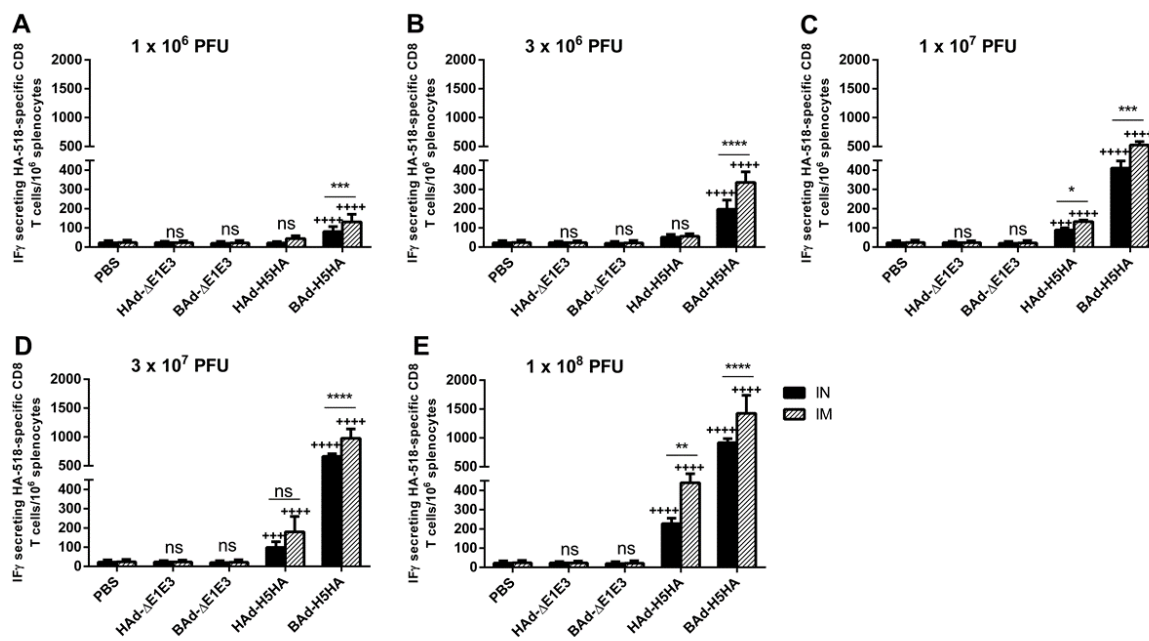 A
1 x 10⁶ PFU
IFγ secreting HA-518-specific CD8
T cells/10⁶ splenocytes
2000
1500
1000
500
400
300
200
100
0
ns
ns
ns
***
++++
++++
PBS
HAd-ΔE1E3
BAd-ΔE1E3
HAd-H5HA
BAd-H5HA
B
3 x 10⁶ PFU
IFγ secreting HA-518-specific CD8
T cells/10⁶ splenocytes
2000
1500
1000
500
400
300
200
100
0
ns
ns
ns
****
++++
++++
PBS
HAd-ΔE1E3
BAd-ΔE1E3
HAd-H5HA
BAd-H5HA
C
1 x 10⁷ PFU
IFγ secreting HA-518-specific CD8
T cells/10⁶ splenocytes
2000
1500
1000
500
400
300
200
100
0
ns
ns
*
++++
***
++++
++++
PBS
HAd-ΔE1E3
BAd-ΔE1E3
HAd-H5HA
BAd-H5HA
D
3 x 10⁷ PFU
IFγ secreting HA-518-specific CD8
T cells/10⁶ splenocytes
2000
1500
1000
500
400
300
200
100
0
ns
ns
ns
+++
++++
****
++++
++++
PBS
HAd-ΔE1E3
BAd-ΔE1E3
HAd-H5HA
BAd-H5HA
E
1 x 10⁸ PFU
IFγ secreting HA-518-specific CD8
T cells/10⁶ splenocytes
2000
1500
1000
500
400
300
200
100
0
ns
ns
**
++++
++++
****
++++
++++
PBS
HAd-ΔE1E3
BAd-ΔE1E3
HAd-H5HA
BAd-H5HA
IN
IM